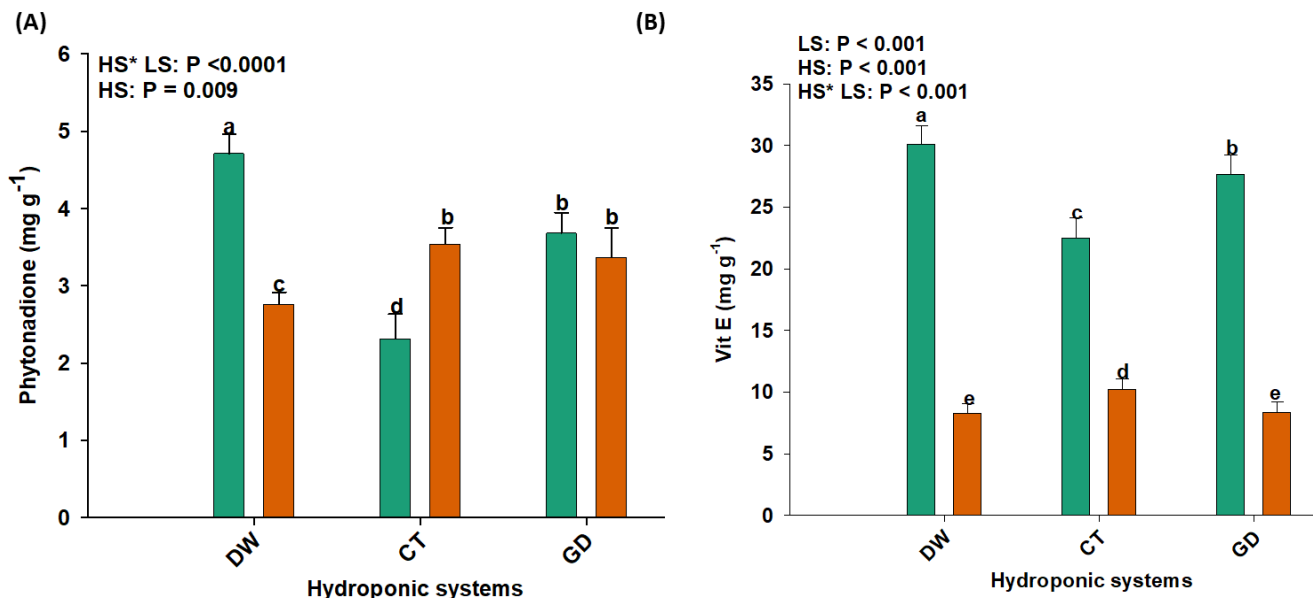 (A)
HS* LS: P <0.0001
HS: P = 0.009
Phytonadione (mg g-1)
6
5
4
3
2
1
0
a
c
d
b
b
b
DW
CT
GD
Hydroponic systems
(B)
LS: P < 0.001
HS: P < 0.001
HS* LS: P < 0.001
Vit E (mg g-1)
35
30
25
20
15
10
5
0
a
e
c
d
b
e
DW
CT
GD
Hydroponic systems